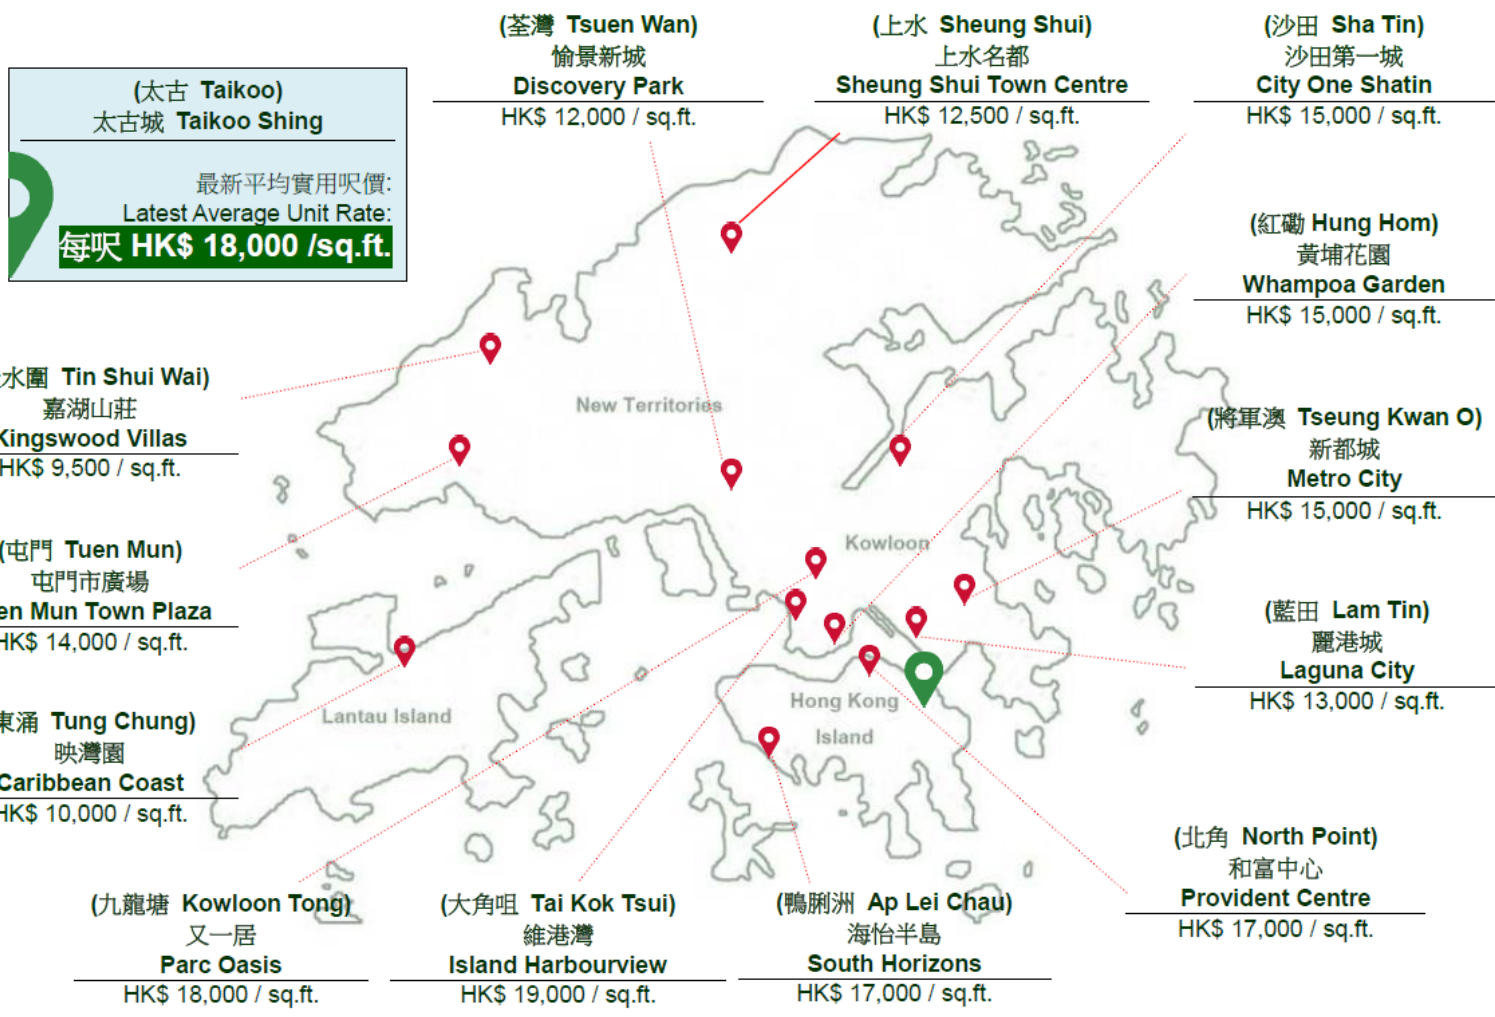 (荃灣 Tsuen Wan)
愉景新城
Discovery Park
HK$ 12,000 / sq.ft.
(上水 Sheung Shui)
上水名都
Sheung Shui Town Centre
HK$ 12,500 / sq.ft.
(沙田 Sha Tin)
沙田第一城
City One Shatin
HK$ 15,000 / sq.ft.
(太古 Taikoo)
太古城 Taikoo Shing
最新平均實用呎價:
Latest Average Unit Rate:
每呎 HK$ 18,000 /sq.ft.
(紅磡 Hung Hom)
黃埔花園
Whampoa Garden
HK$ 15,000 / sq.ft.
水圍 Tin Shui Wai)
嘉湖山莊
Kingswood Villas
HK$ 9,500 / sq.ft.
New Territories
(將軍澳 Tseung Kwan O)
新都城
Metro City
HK$ 15,000 / sq.ft.
(屯門 Tuen Mun)
屯門市廣場
en Mun Town Plaza
HK$ 14,000 / sq.ft.
Kowloon
(藍田 Lam Tin)
麗港城
Laguna City
HK$ 13,000 / sq.ft.
東涌 Tung Chung)
映灣園
Caribbean Coast
HK$ 10,000 / sq.ft.
Lantau Island
Hong Kong
Island
(北角 North Point)
和富中心
Provident Centre
HK$ 17,000 / sq.ft.
(九龍塘 Kowloon Tong)
又一居
Parc Oasis
HK$ 18,000 / sq.ft.
(大角咀 Tai Kok Tsui)
維港灣
Island Harbourview
HK$ 19,000 / sq.ft.
(鴨脷洲 Ap Lei Chau)
海怡半島
South Horizons
HK$ 17,000 / sq.ft.